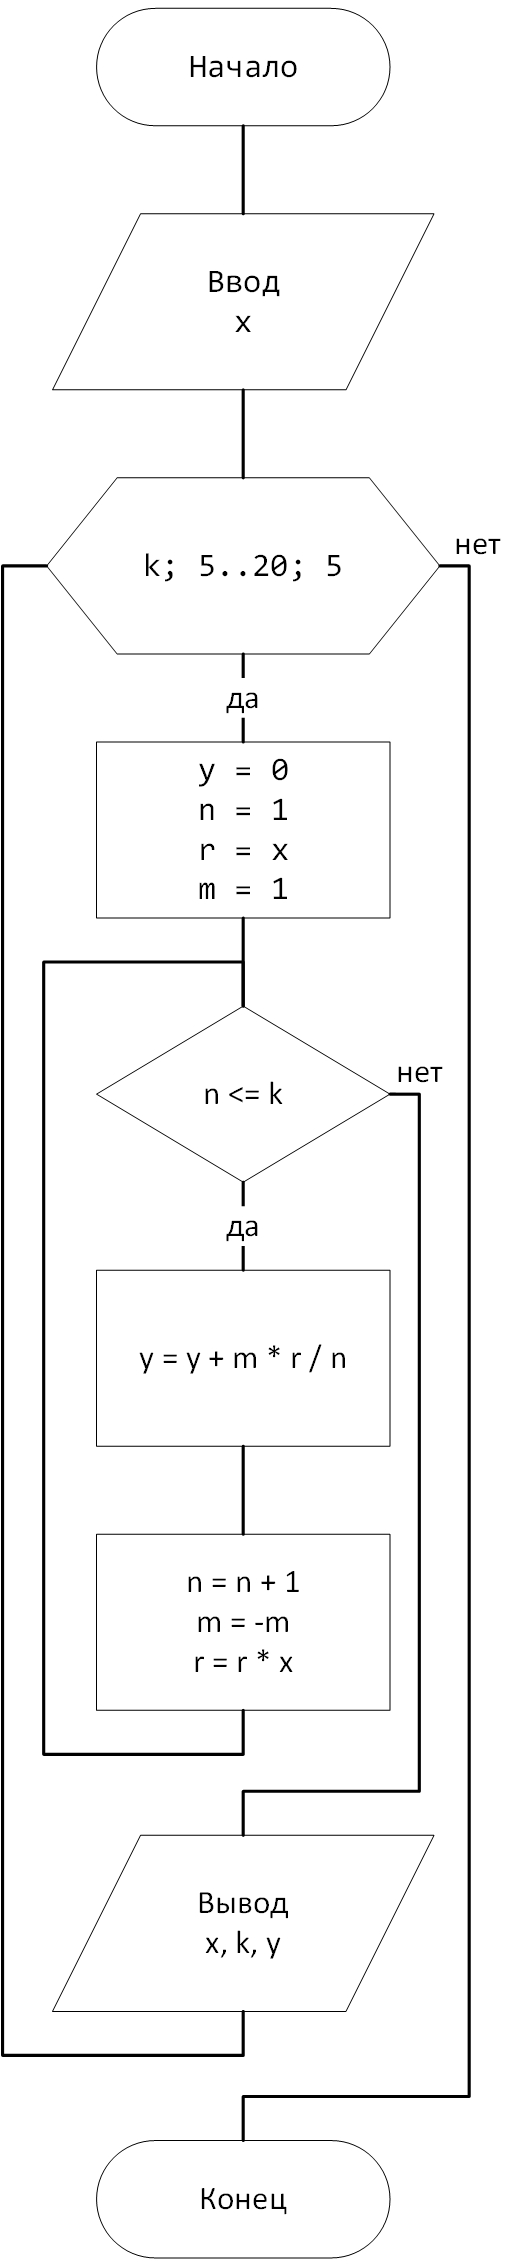 Начало
Ввод
x
k; 5..20; 5
нет
да
y = 0
n = 1
r = x
m = 1
n <= k
нет
да
y = y + m * r / n
n = n + 1
m = -m
r = r * x
Вывод
x, k, y
Конец